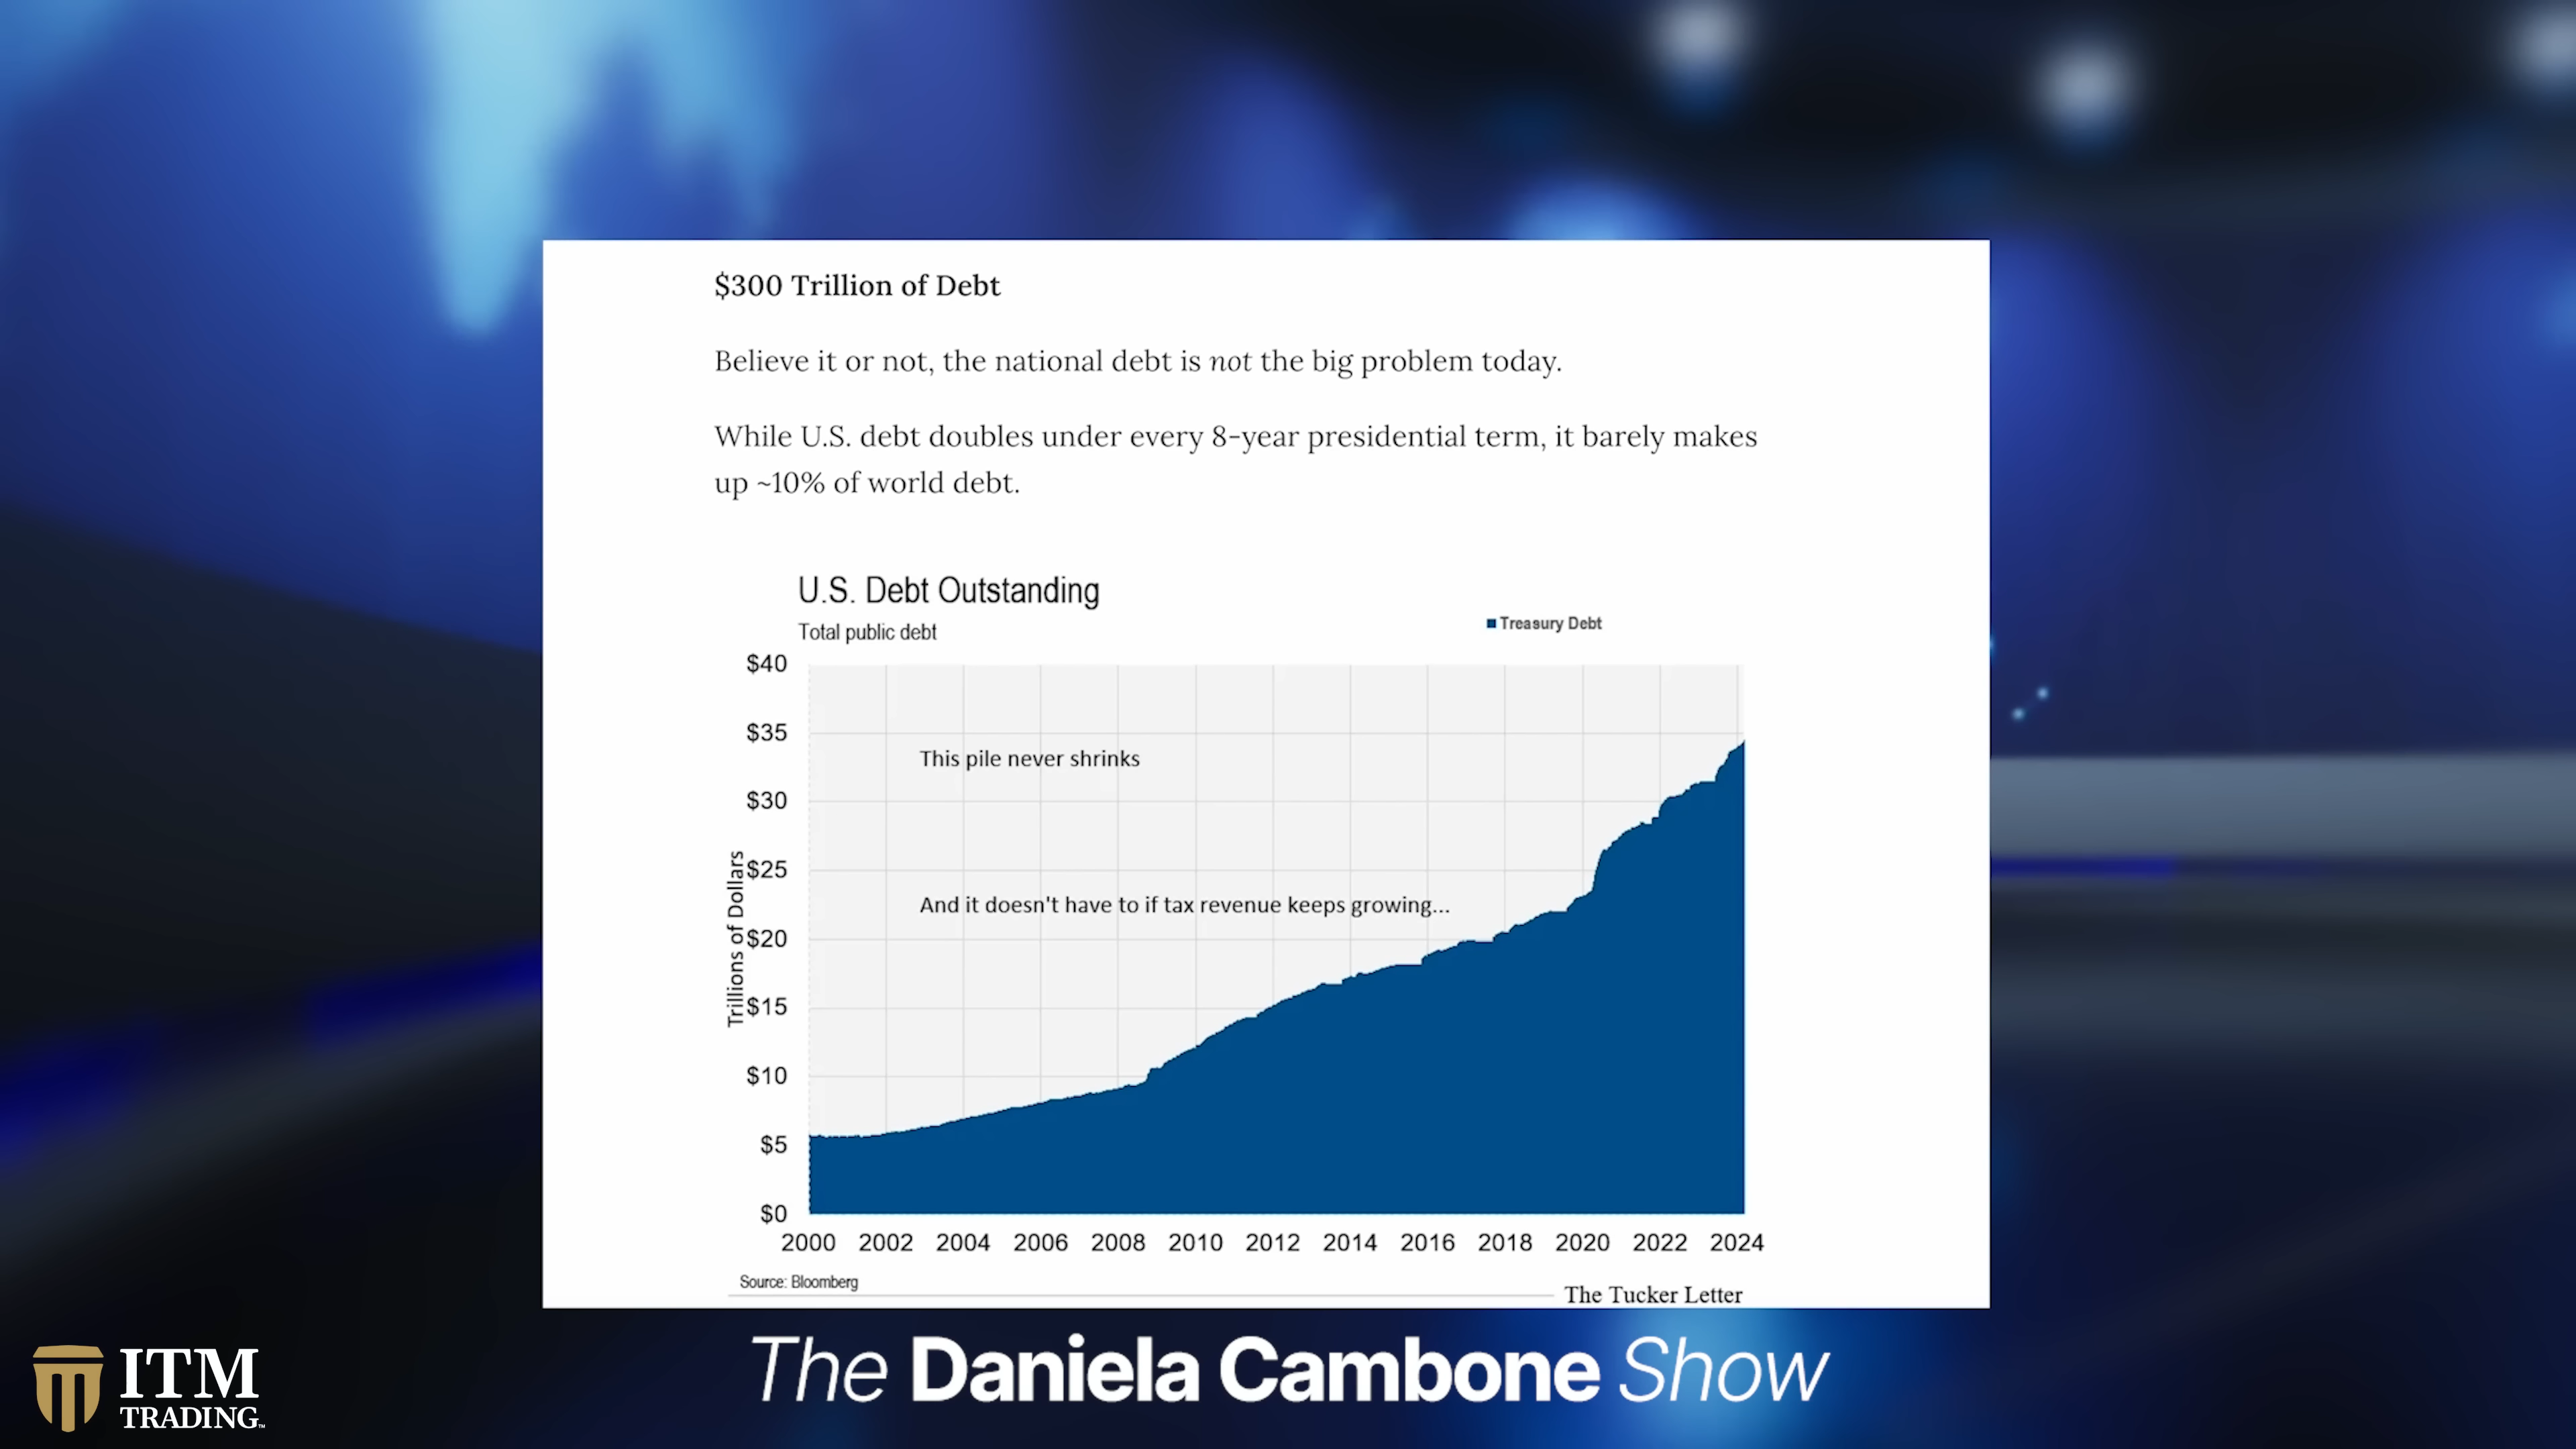 $300 Trillion of Debt
Believe it or not, the national debt is not the big problem today.
While U.S. debt doubles under every 8-year presidential term, it barely makes
up ~10% of world debt.
U.S. Debt Outstanding
Total public debt
Treasury Debt
$40
$35
$30
$25
$20
$15
$10
$5
$0
Trillions of Dollars
This pile never shrinks
And it doesn't have to if tax revenue keeps growing...
2000 2002 2004 2006 2008 2010 2012 2014 2016 2018 2020 2022 2024
Source: Bloomberg
The Tucker Letter
The Daniela Cambone Show
ITM
TRADING™